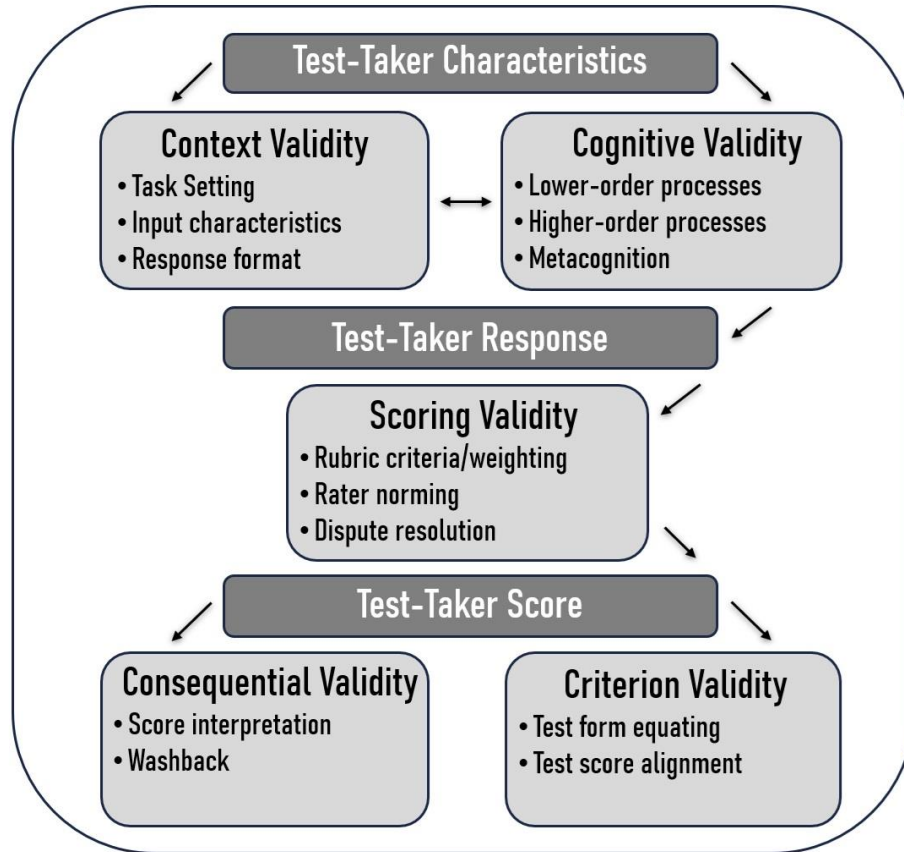 Test-Taker Characteristics
Context Validity
• Task Setting
• Input characteristics
• Response format
Cognitive Validity
• Lower-order processes
• Higher-order processes
• Metacognition
Test-Taker Response
Scoring Validity
• Rubric criteria/weighting
• Rater norming
• Dispute resolution
Test-Taker Score
Consequential Validity
• Score interpretation
• Washback
Criterion Validity
• Test form equating
• Test score alignment